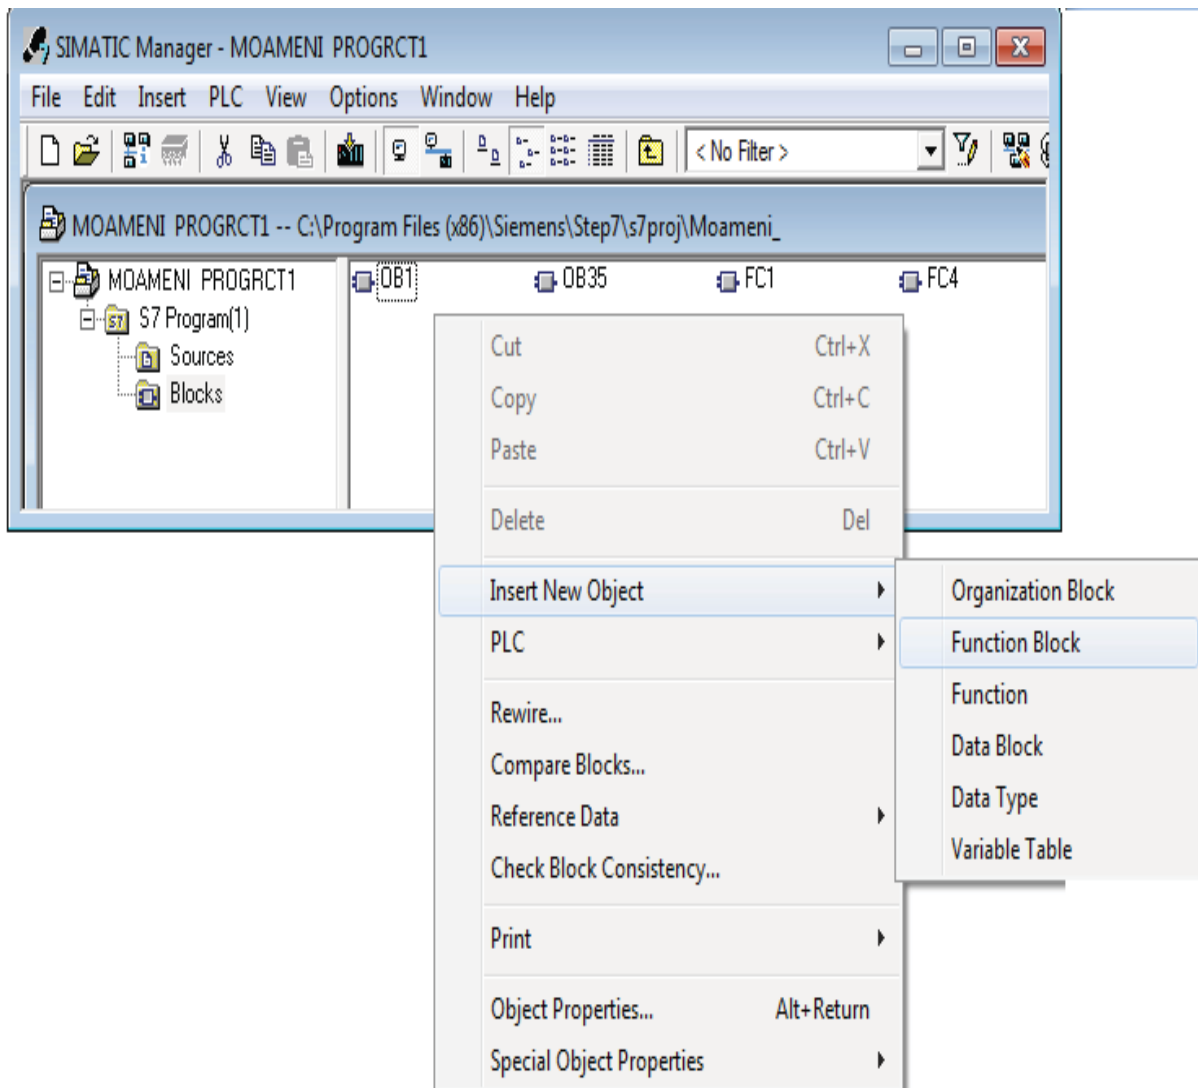 SIMATIC Manager - MOAMENI PROGRCT1
File Edit Insert PLC View Options Window Help
< No Filter >
MOAMENI PROGRCT1 -- C:\Program Files (x86)\Siemens\Step7\s7proj\Moameni_
MOAMENI PROGRCT1
S7 Program(1)
Sources
Blocks
OB1 OB35 FC1 FC4
Cut Ctrl+X
Copy Ctrl+C
Paste Ctrl+V
Delete Del
Insert New Object
PLC
Rewire...
Compare Blocks...
Reference Data
Check Block Consistency...
Print
Object Properties... Alt+Return
Special Object Properties
Organization Block
Function Block
Function
Data Block
Data Type
Variable Table